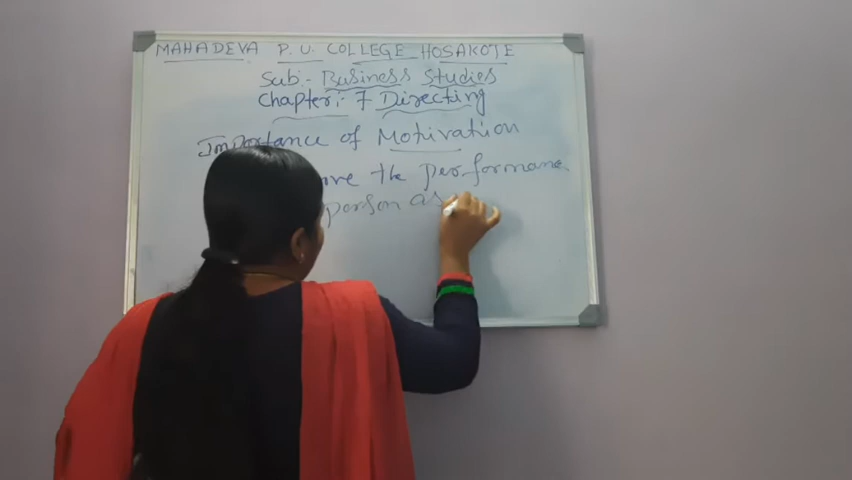 MAHADEVA P. U. COLLEGE HOSAKOTE
Sub:- Business Studies
Chapter:- 7 Directing
Importance of Motivation
the performance
person as